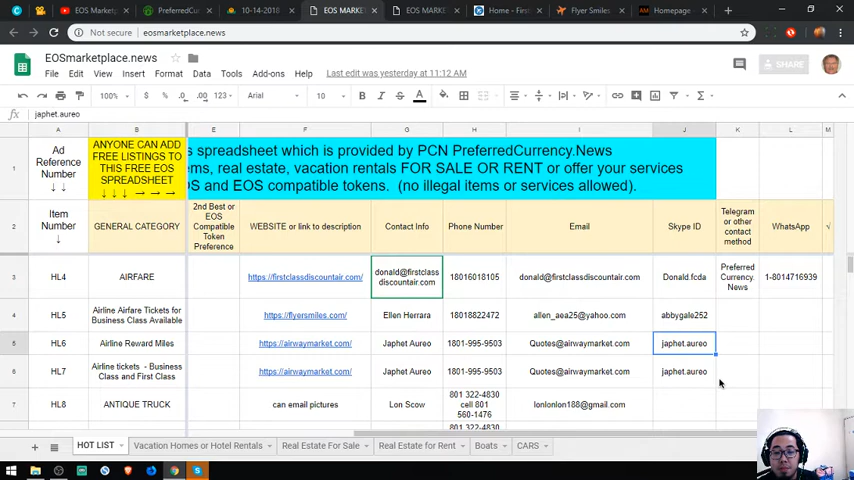 EOS Market
PreferredCu
10-14-2018
EOS MARKE
EOS MARK
Home - First
Flyer Smiles
Homepage
Not secure | eosmarketplace.news
EOSmarketplace.news
File Edit View Insert Format Data Tools Add-ons Help Last edit was yesterday at 11:12 AM
SHARE
100% $ % .0 .00 123 Arial 10 B I S A
fx japhet.aureo
A B E F G H I J K L M
1 Ad Reference Number ↓ ↓
ANYONE CAN ADD FREE LISTINGS TO THIS FREE EOS SPREADSHEET ↓ ↓ ↓ → → →
s spreadsheet which is provided by PCN PreferredCurrency.News
ems, real estate, vacation rentals FOR SALE OR RENT or offer your services
OS and EOS compatible tokens. (no illegal items or services allowed).
2 Item Number ↓ GENERAL CATEGORY 2nd Best or EOS Compatible Token Preference WEBSITE or link to description Contact Info Phone Number Email Skype ID Telegram or other contact method WhatsApp √
3 HL4 AIRFARE https://firstclassdiscountair.com/ donald@firstclassdiscountair.com 18016018105 donald@firstclassdiscountair.com Donald.fcda Preferred Currency. News 1-8014716939
4 HL5 Airline Airfare Tickets for Business Class Available https://flyersmiles.com/ Ellen Herrara 18018822472 allen_aea25@yahoo.com abbygale252
5 HL6 Airline Reward Miles https://airwaymarket.com/ Japhet Aureo 1801-995-9503 Quotes@airwaymarket.com japhet.aureo
6 HL7 Airline tickets - Business Class and First Class https://airwaymarket.com/ Japhet Aureo 1801-995-9503 Quotes@airwaymarket.com japhet.aureo
7 HL8 ANTIQUE TRUCK can email pictures Lon Scow 801 322-4830 cell 801 560-1476 lonlonlon188@gmail.com
801 322-4830
HOT LIST Vacation Homes or Hotel Rentals Real Estate For Sale Real Estate for Rent Boats CARS